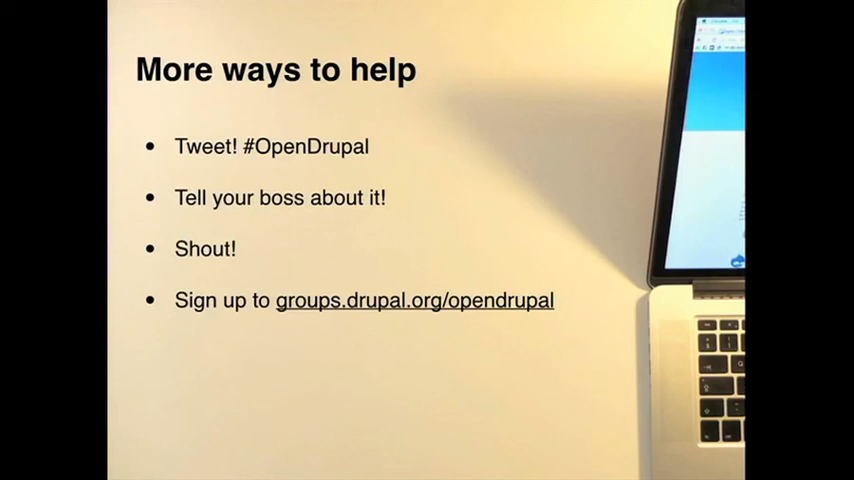 More ways to help
• Tweet! #OpenDrupal
• Tell your boss about it!
• Shout!
• Sign up to groups.drupal.org/opendrupal